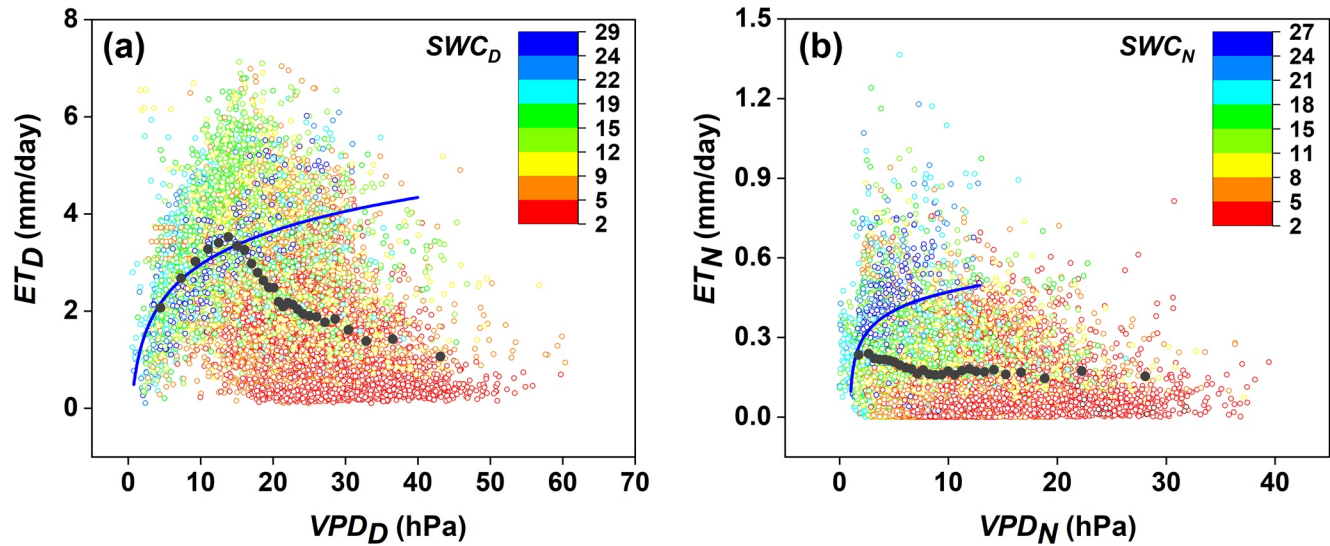 (a)
SWC_D
29
24
22
19
15
12
9
5
2
8
6
4
2
0
ET_D (mm/day)
0 10 20 30 40 50 60 70
VPD_D (hPa)
(b)
SWC_N
27
24
21
18
15
11
8
5
2
1.5
1.2
0.9
0.6
0.3
0.0
ET_N (mm/day)
0 10 20 30 40
VPD_N (hPa)